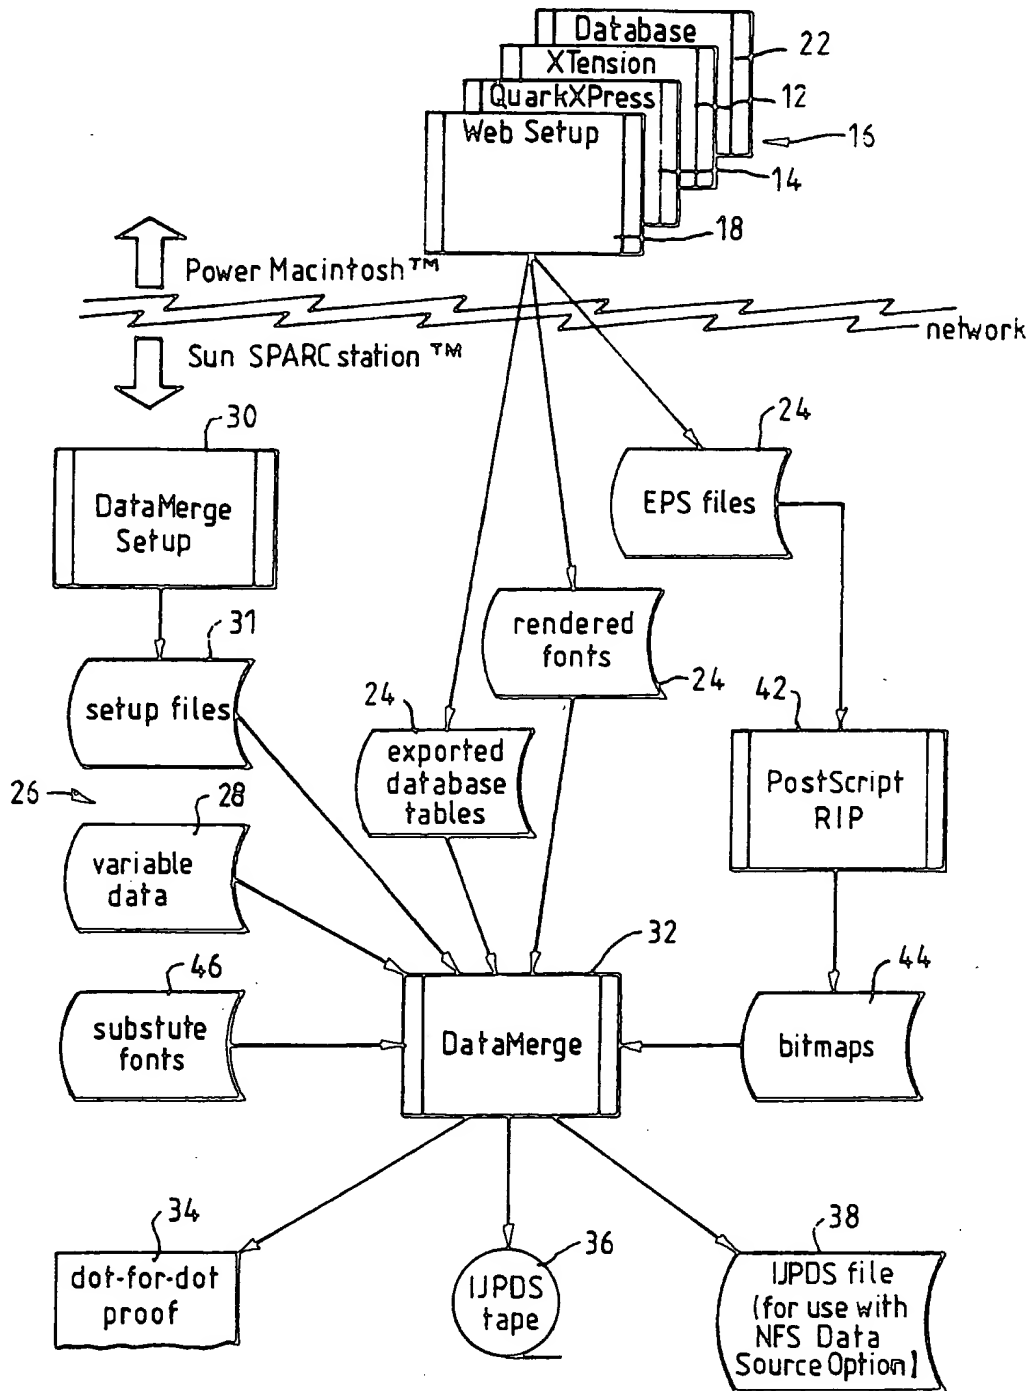 Database
22
XTension
12
QuarkXPress
16
Web Setup
14
18
Power Macintosh™
network
Sun SPARCstation™
30
24
DataMerge
Setup
EPS files
31
rendered
fonts
24
42
setup files
24
exported
database
tables
PostScript
RIP
26
28
variable
data
32
46
44
substute
fonts
DataMerge
bitmaps
34
36
38
dot-for-dot
proof
IJPDS
tape
IJPDS file
(for use with
NFS Data
Source Option]